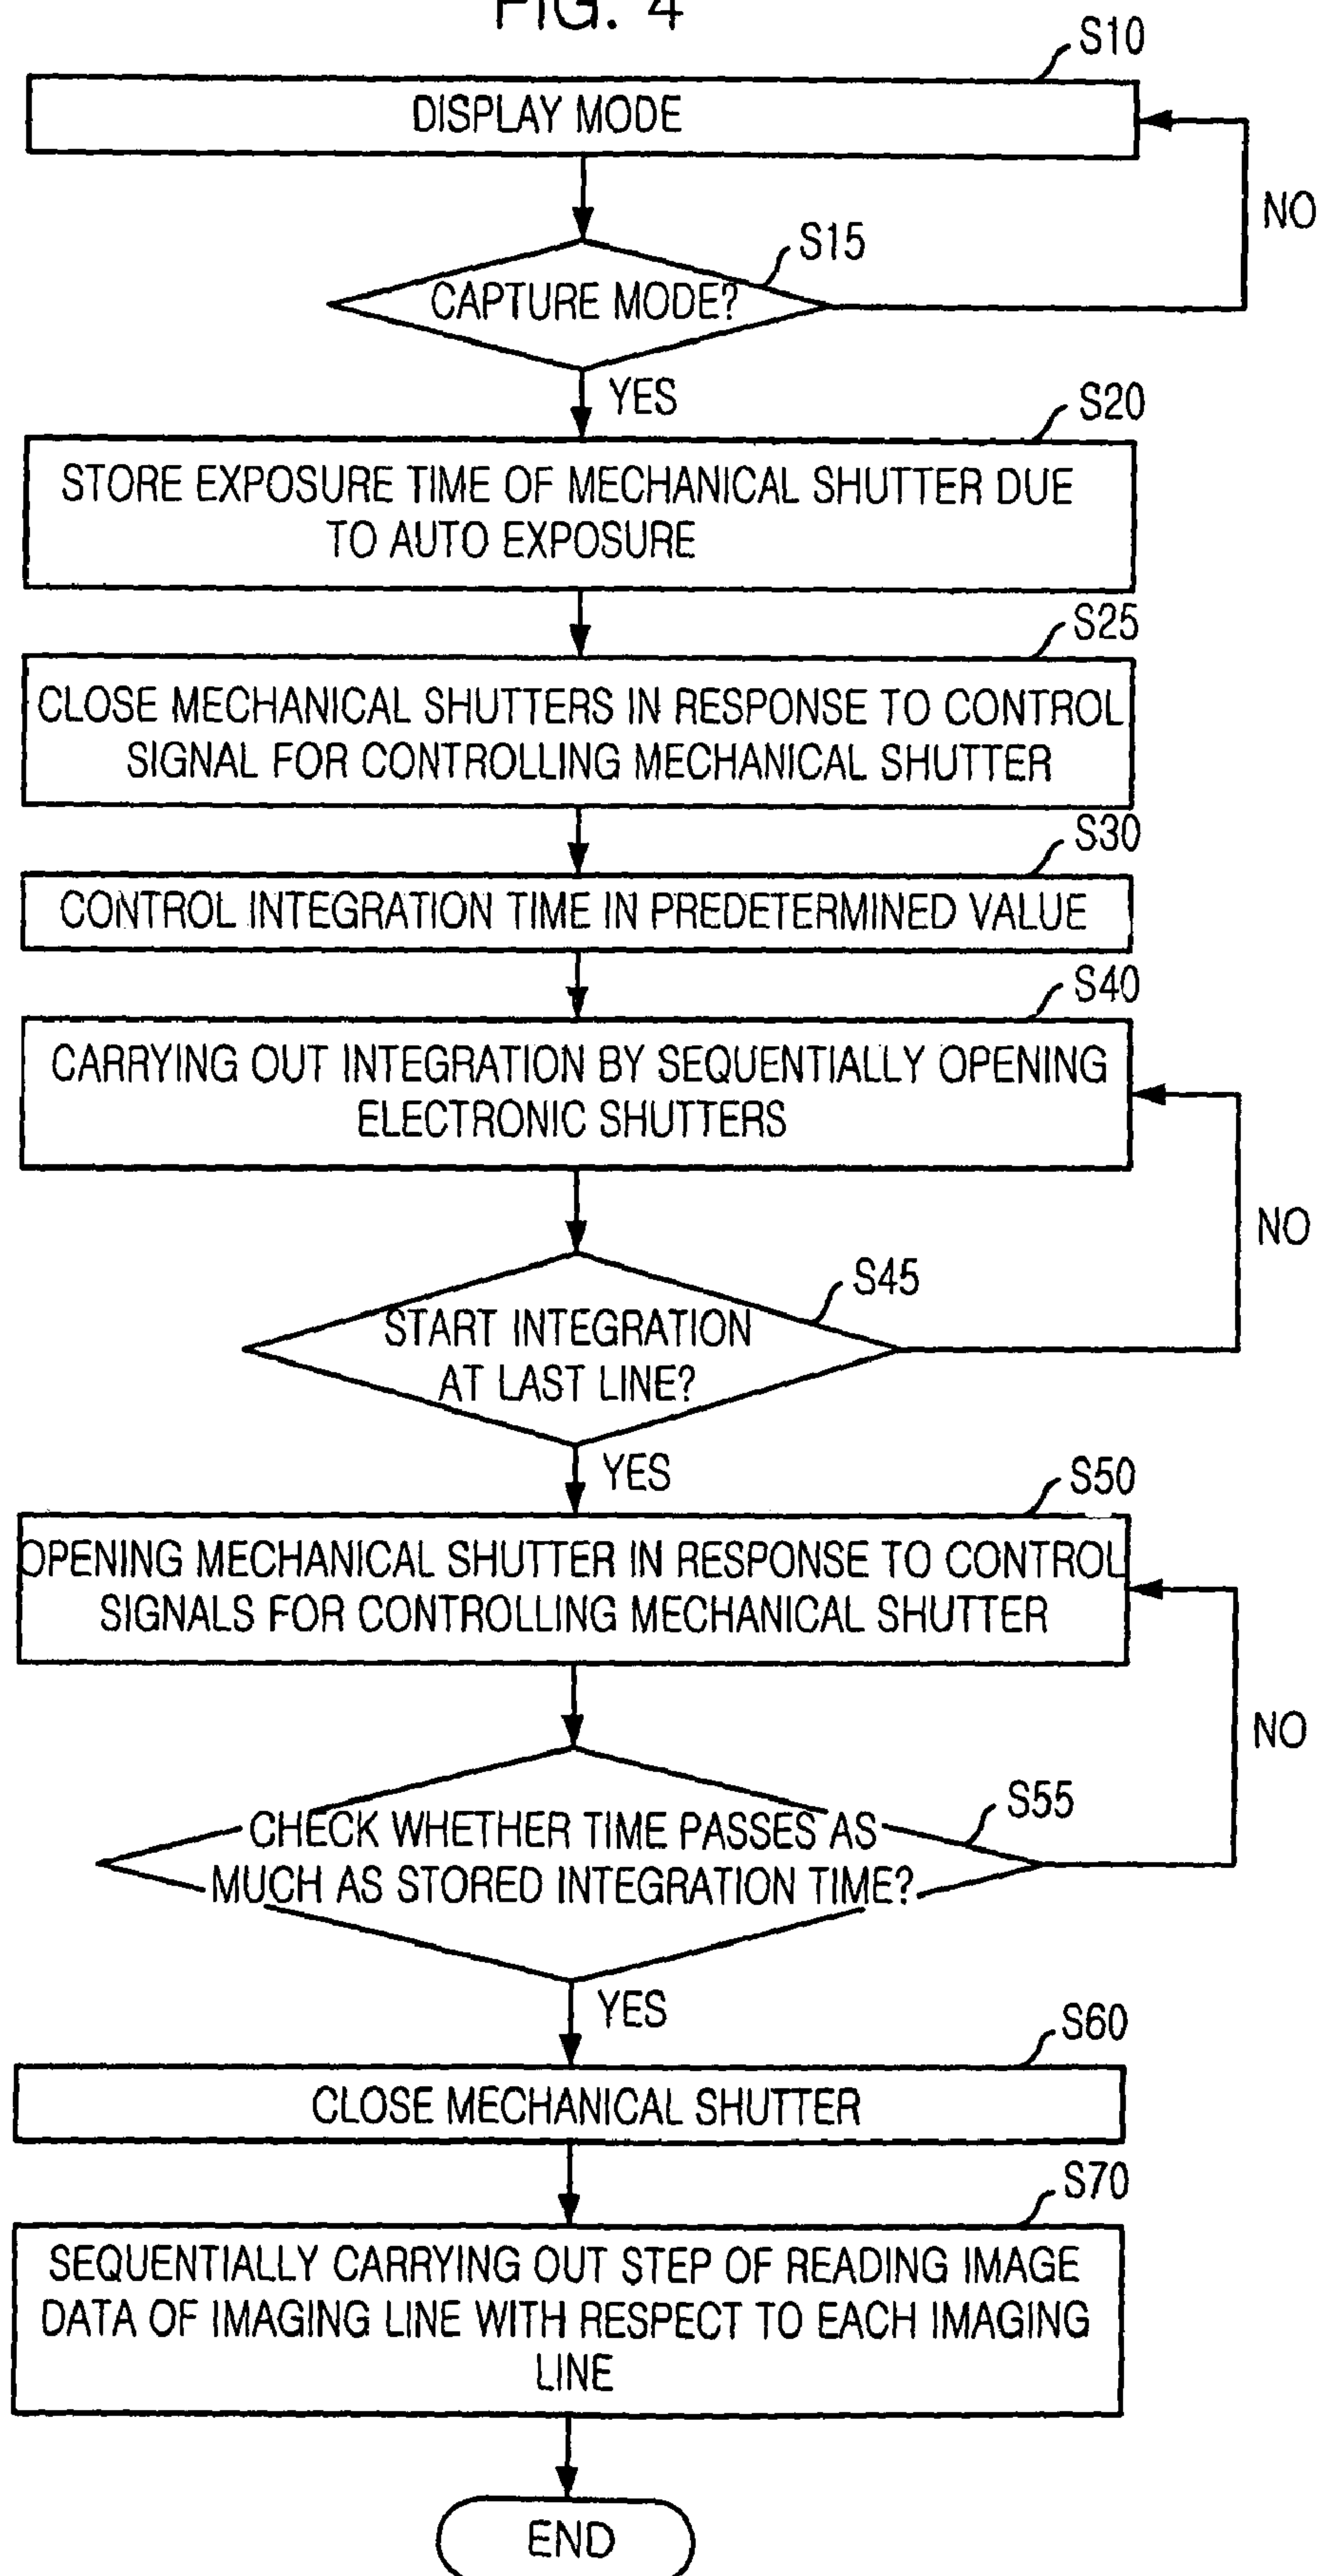 FIG. 4
S10
DISPLAY MODE
NO
S15
CAPTURE MODE?
YES
S20
STORE EXPOSURE TIME OF MECHANICAL SHUTTER DUE
TO AUTO EXPOSURE
S25
CLOSE MECHANICAL SHUTTERS IN RESPONSE TO CONTROL
SIGNAL FOR CONTROLLING MECHANICAL SHUTTER
S30
CONTROL INTEGRATION TIME IN PREDETERMINED VALUE
S40
CARRYING OUT INTEGRATION BY SEQUENTIALLY OPENING
ELECTRONIC SHUTTERS
NO
S45
START INTEGRATION
AT LAST LINE?
YES
S50
OPENING MECHANICAL SHUTTER IN RESPONSE TO CONTROL
SIGNALS FOR CONTROLLING MECHANICAL SHUTTER
NO
S55
CHECK WHETHER TIME PASSES AS
MUCH AS STORED INTEGRATION TIME?
YES
S60
CLOSE MECHANICAL SHUTTER
S70
SEQUENTIALLY CARRYING OUT STEP OF READING IMAGE
DATA OF IMAGING LINE WITH RESPECT TO EACH IMAGING
LINE
END